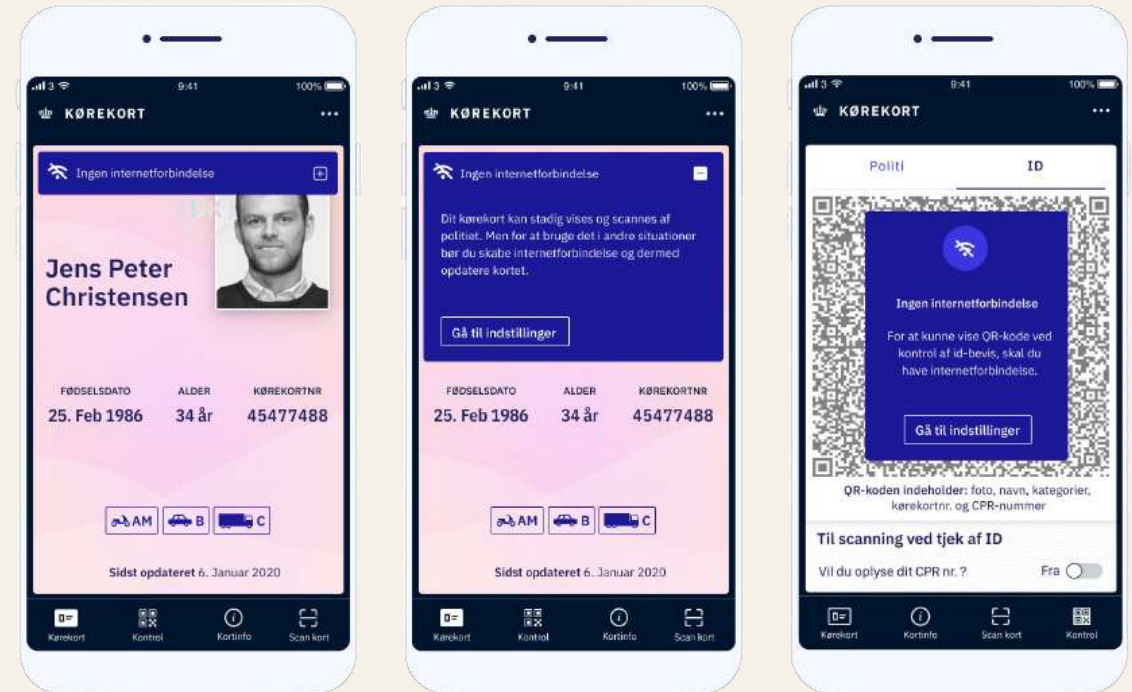 3 9:41 100%
KØREKORT
Ingen internetforbindelse
Jens Peter
Christensen
FØDSELSDATO ALDER KØREKORTNR
25. Feb 1986 34 år 45477488
AM B C
Sidst opdateret 6. Januar 2020
Kørekort Kontrol Kortinfo Scan kort
3 9:41 100%
KØREKORT
Ingen internetforbindelse
Dit kørekort kan stadig vises og scannes af
politiet. Men for at bruge det i andre situationer
bør du skabe internetforbindelse og dermed
opdatere kortet.
Gå til indstillinger
FØDSELSDATO ALDER KØREKORTNR
25. Feb 1986 34 år 45477488
AM B C
Sidst opdateret 6. Januar 2020
Kørekort Kontrol Kortinfo Scan kort
3 9:41 100%
KØREKORT
Politi ID
Ingen internetforbindelse
For at kunne vise QR-kode ved
kontrol af id-bevis, skal du
have internetforbindelse.
Gå til indstillinger
QR-koden indeholder: foto, navn, kategorier,
kørekortnr. og CPR-nummer
Til scanning ved tjek af ID
Vil du oplyse dit CPR nr. ? Fra
Kørekort Kortinfo Scan kort Kontrol